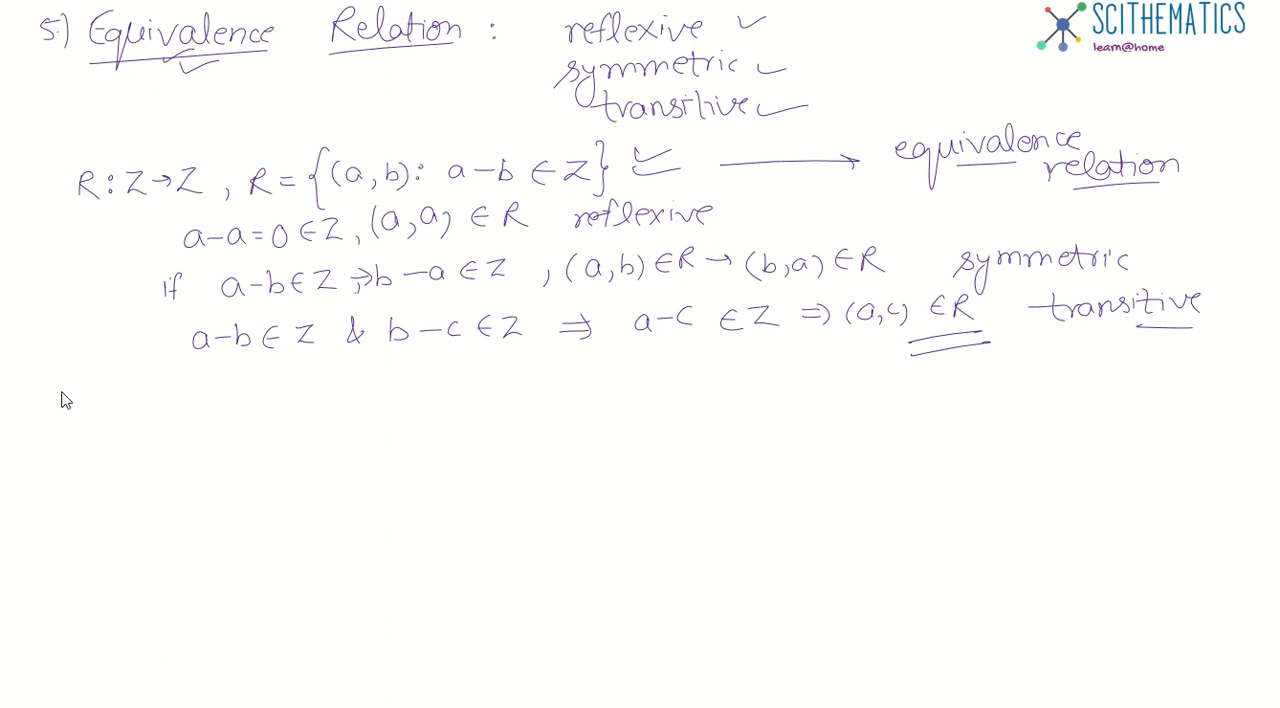 5.) Equivalence Relation : reflexive ✓
symmetric ✓
transitive ✓
SCITHEMATICS
learn@home
R : Z → Z , R = {(a, b) : a - b ∈ Z} ✓ → equivalence
relation
a - a = 0 ∈ Z, (a, a) ∈ R reflexive
if a - b ∈ Z ⇒ b - a ∈ Z , (a, b) ∈ R → (b, a) ∈ R symmetric
a - b ∈ Z & b - c ∈ Z ⇒ a - c ∈ Z ⇒ (a, c) ∈ R transitive